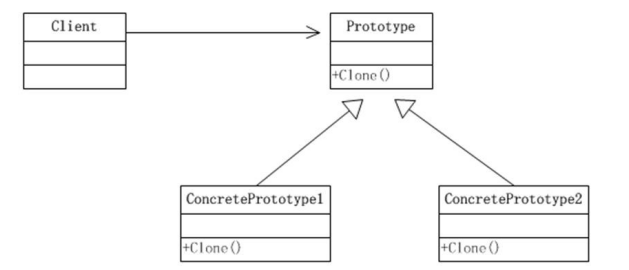 Client
Prototype
+Clone()
ConcretePrototype1
ConcretePrototype2
+Clone()
+Clone()